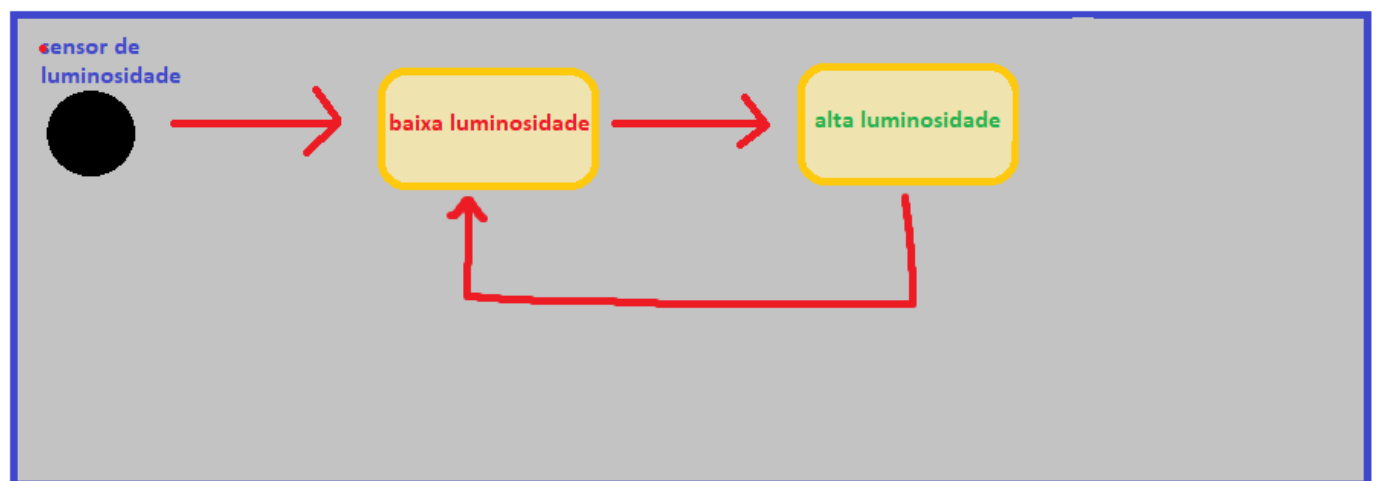 sensor de
luminosidade
baixa luminosidade
alta luminosidade